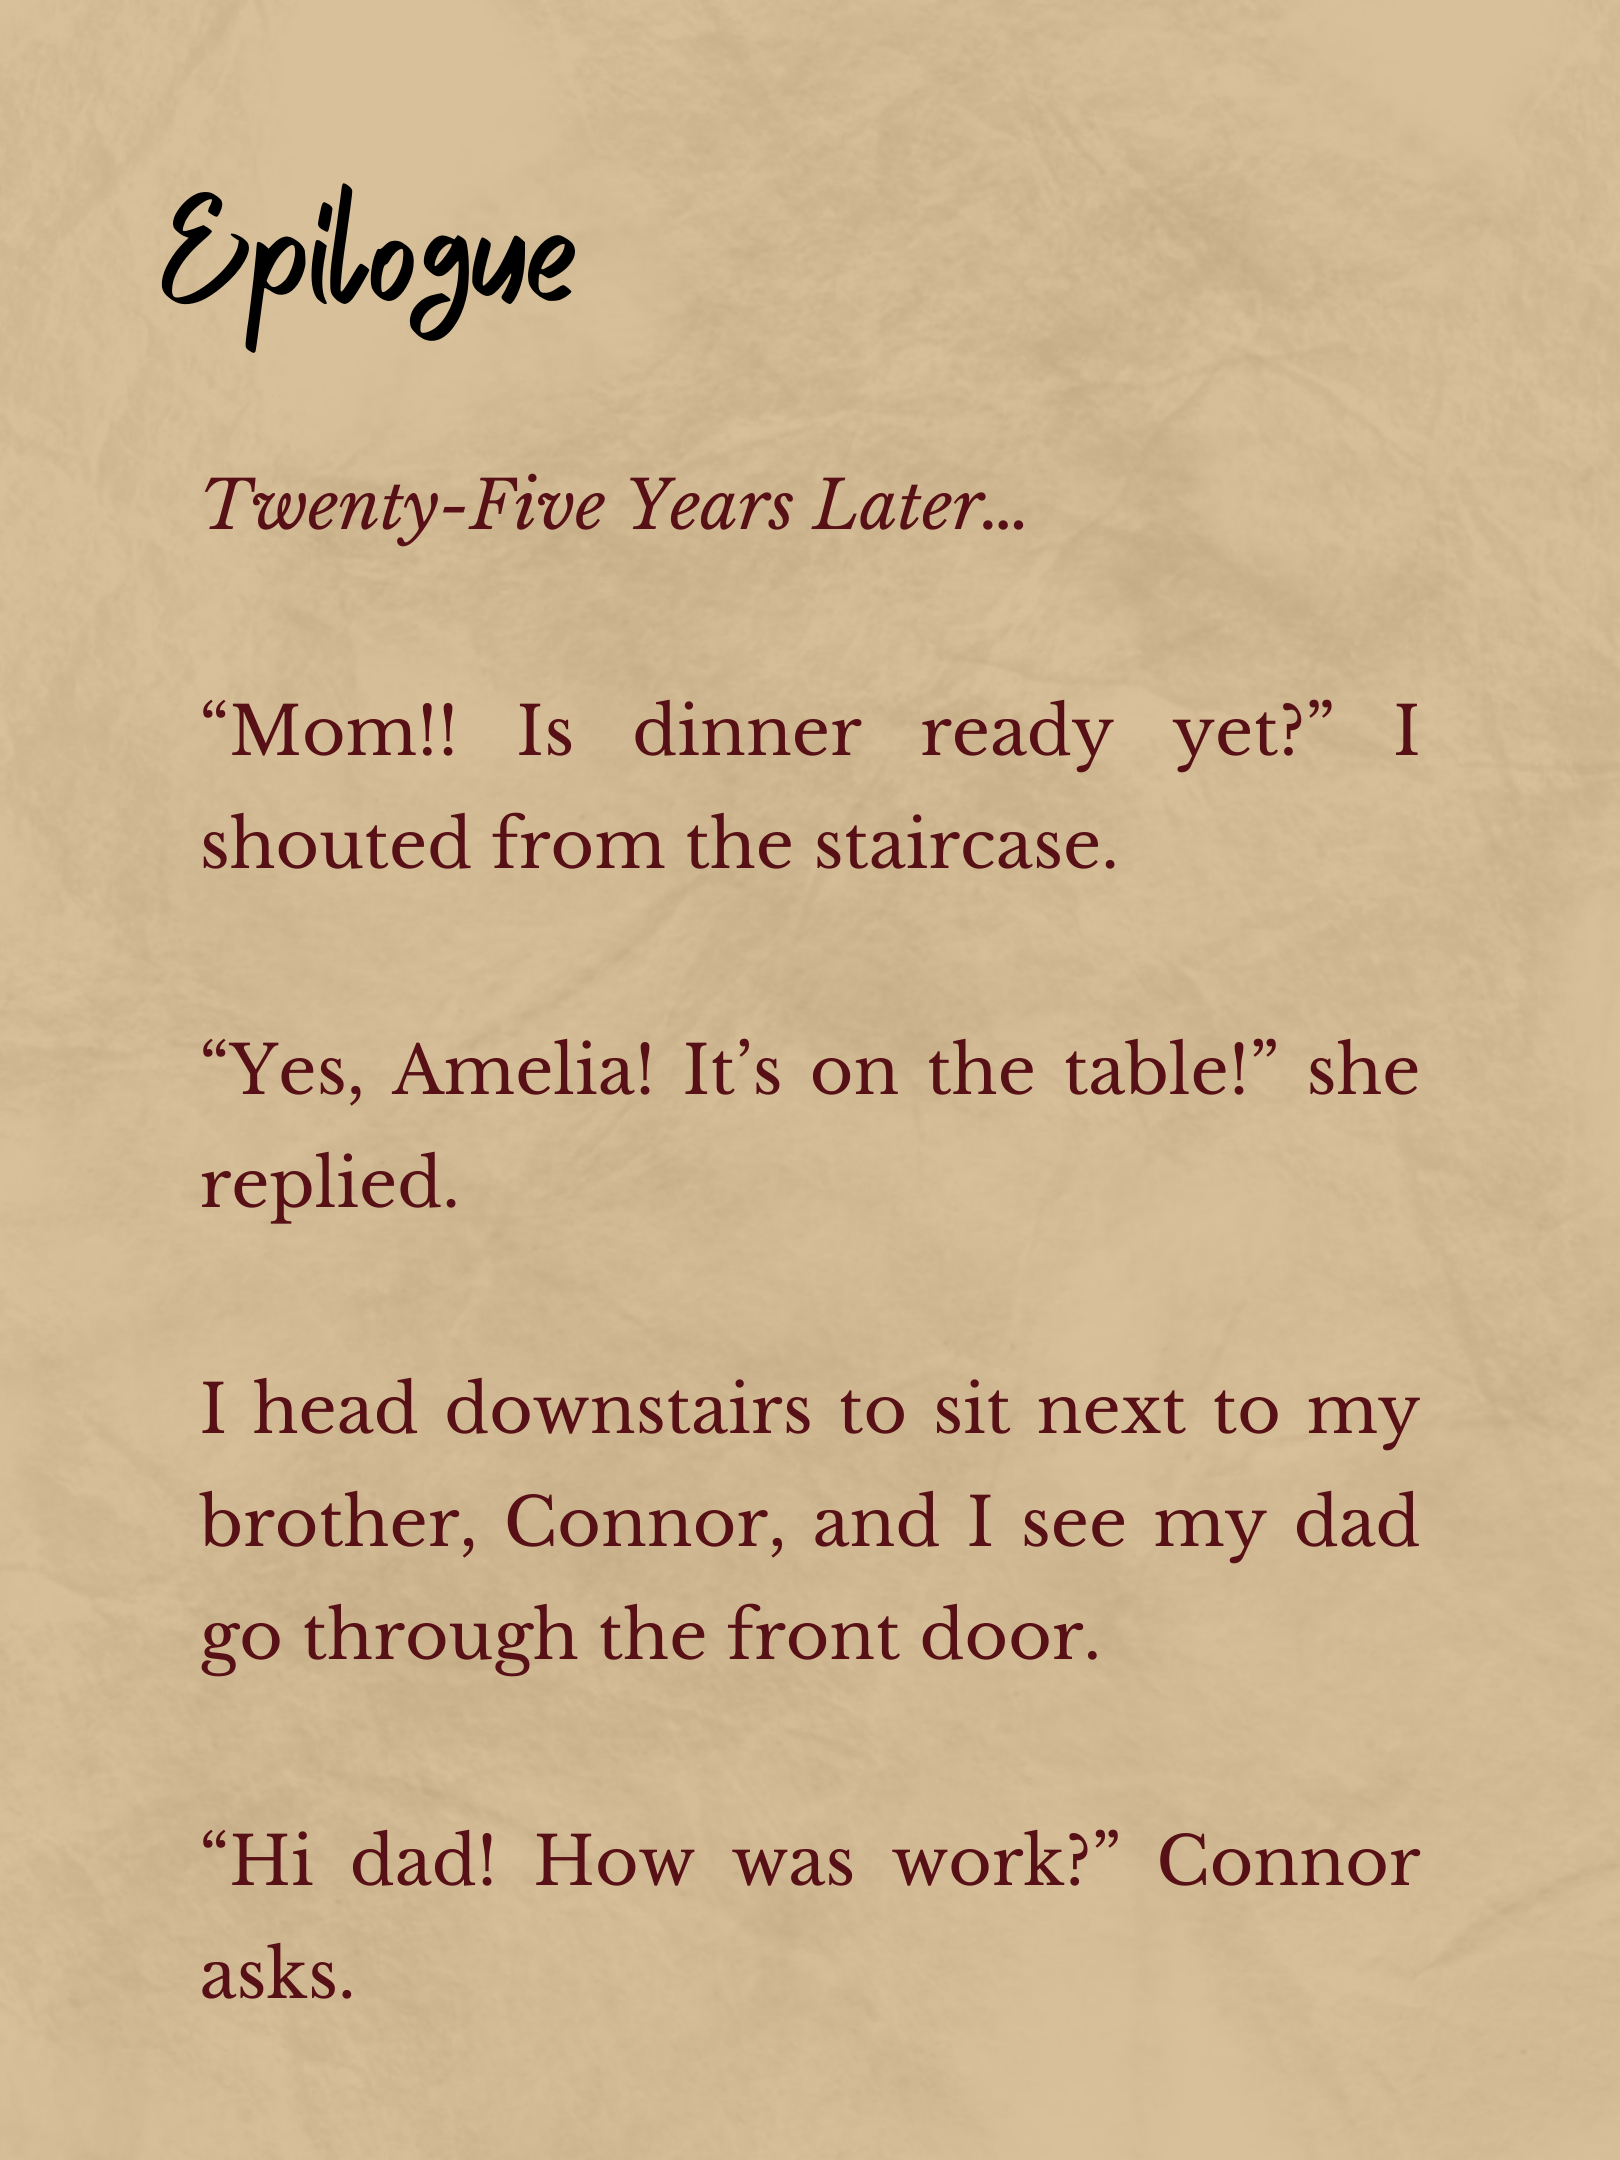 Epilogue
Twenty-Five Years Later...
“Mom!! Is dinner ready yet?” I
shouted from the staircase.
“Yes, Amelia! It’s on the table!” she
replied.
I head downstairs to sit next to my
brother, Connor, and I see my dad
go through the front door.
“Hi dad! How was work?” Connor
asks.